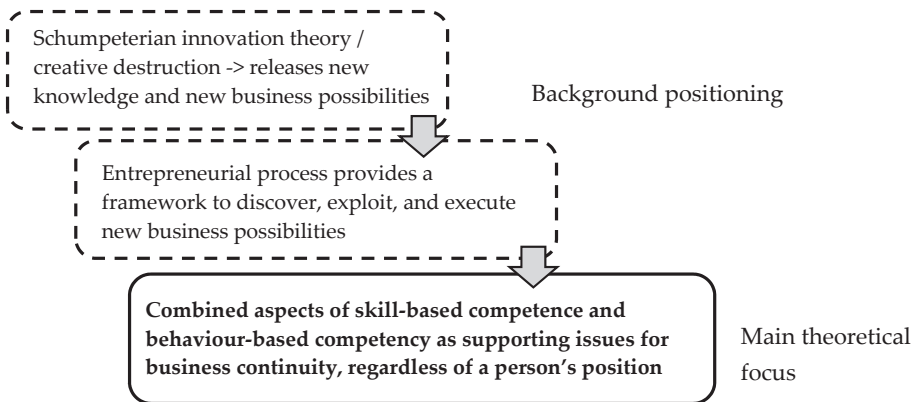 Schumpeterian innovation theory /
creative destruction -> releases new
knowledge and new business possibilities
Background positioning
Entrepreneurial process provides a
framework to discover, exploit, and execute
new business possibilities
Combined aspects of skill-based competence and
behaviour-based competency as supporting issues for
business continuity, regardless of a person's position
Main theoretical
focus